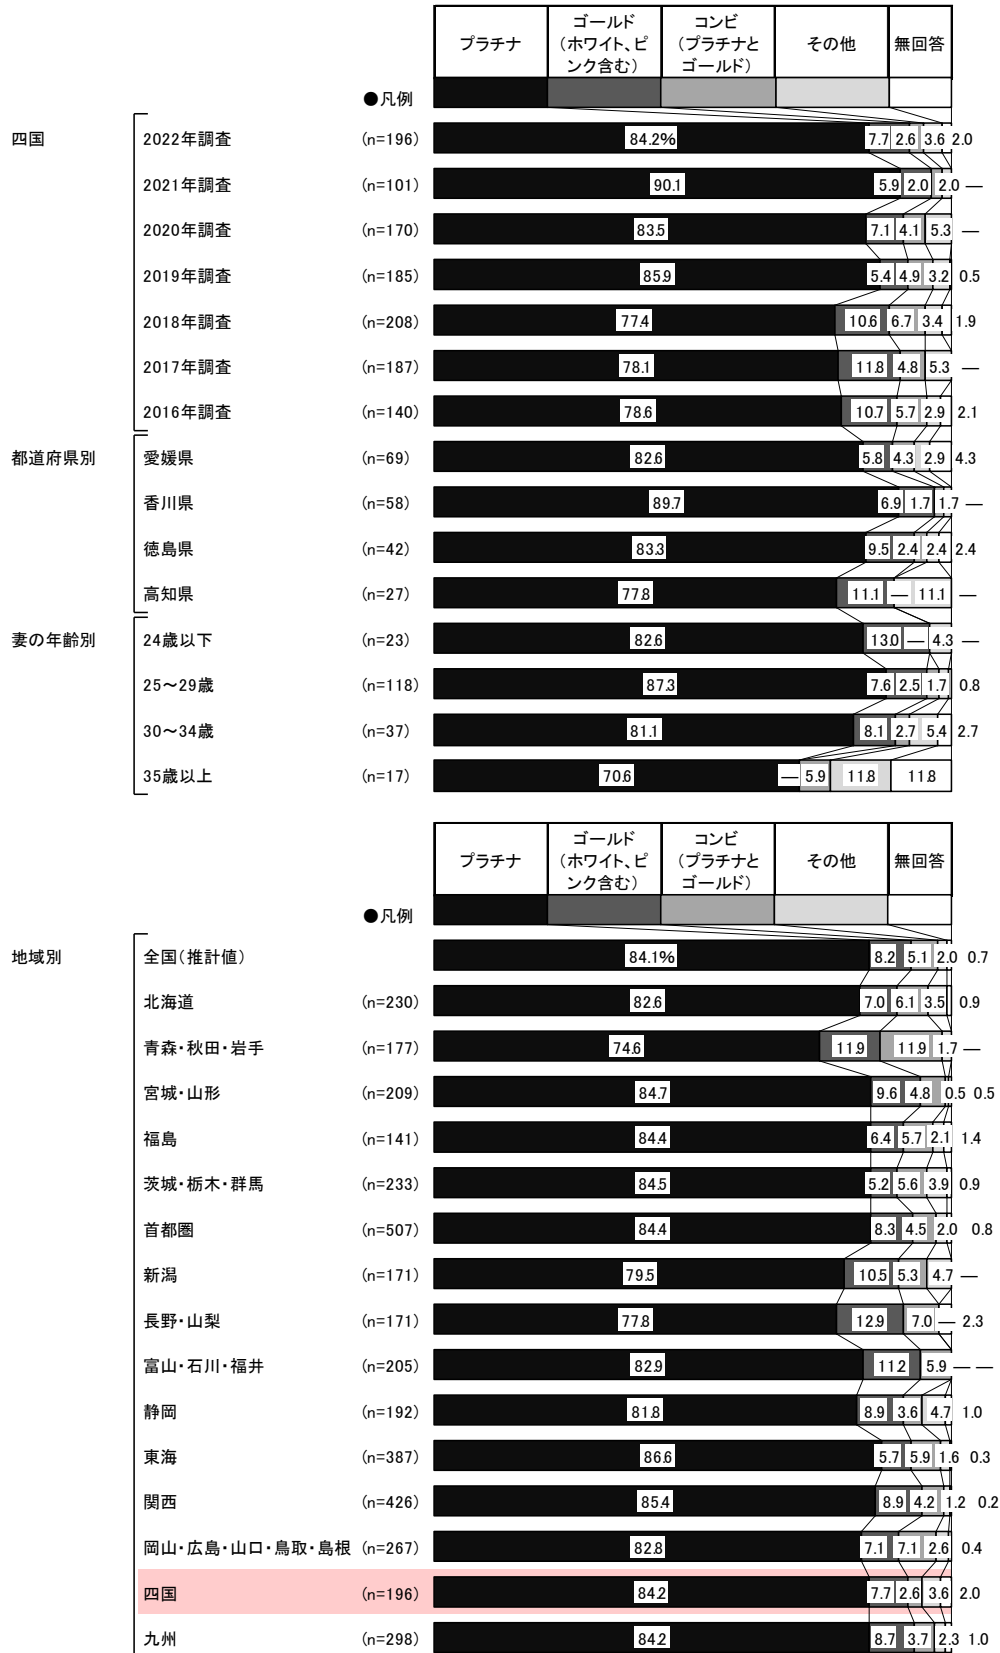 プラチナ
ゴールド
(ホワイト、ピ
ンク含む)
コンビ
(プラチナと
ゴールド)
その他
無回答
●凡例
四国 2022年調査 (n=196) 84.2% 7.7 2.6 3.6 2.0
2021年調査 (n=101) 90.1 5.9 2.0 2.0 ―
2020年調査 (n=170) 83.5 7.1 4.1 5.3 ―
2019年調査 (n=185) 85.9 5.4 4.9 3.2 0.5
2018年調査 (n=208) 77.4 10.6 6.7 3.4 1.9
2017年調査 (n=187) 78.1 11.8 4.8 5.3 ―
2016年調査 (n=140) 78.6 10.7 5.7 2.9 2.1
都道府県別 愛媛県 (n=69) 82.6 5.8 4.3 2.9 4.3
香川県 (n=58) 89.7 6.9 1.7 1.7 ―
徳島県 (n=42) 83.3 9.5 2.4 2.4 2.4
高知県 (n=27) 77.8 11.1 ― 11.1 ―
妻の年齢別 24歳以下 (n=23) 82.6 13.0 ― 4.3 ―
25～29歳 (n=118) 87.3 7.6 2.5 1.7 0.8
30～34歳 (n=37) 81.1 8.1 2.7 5.4 2.7
35歳以上 (n=17) 70.6 ― 5.9 11.8 11.8
プラチナ
ゴールド
(ホワイト、ピ
ンク含む)
コンビ
(プラチナと
ゴールド)
その他
無回答
●凡例
地域別 全国(推計値) 84.1% 8.2 5.1 2.0 0.7
北海道 (n=230) 82.6 7.0 6.1 3.5 0.9
青森・秋田・岩手 (n=177) 74.6 11.9 11.9 1.7 ―
宮城・山形 (n=209) 84.7 9.6 4.8 0.5 0.5
福島 (n=141) 84.4 6.4 5.7 2.1 1.4
茨城・栃木・群馬 (n=233) 84.5 5.2 5.6 3.9 0.9
首都圏 (n=507) 84.4 8.3 4.5 2.0 0.8
新潟 (n=171) 79.5 10.5 5.3 4.7 ―
長野・山梨 (n=171) 77.8 12.9 7.0 ― 2.3
富山・石川・福井 (n=205) 82.9 11.2 5.9 ― ―
静岡 (n=192) 81.8 8.9 3.6 4.7 1.0
東海 (n=387) 86.6 5.7 5.9 1.6 0.3
関西 (n=426) 85.4 8.9 4.2 1.2 0.2
岡山・広島・山口・鳥取・島根 (n=267) 82.8 7.1 7.1 2.6 0.4
四国 (n=196) 84.2 7.7 2.6 3.6 2.0
九州 (n=298) 84.2 8.7 3.7 2.3 1.0